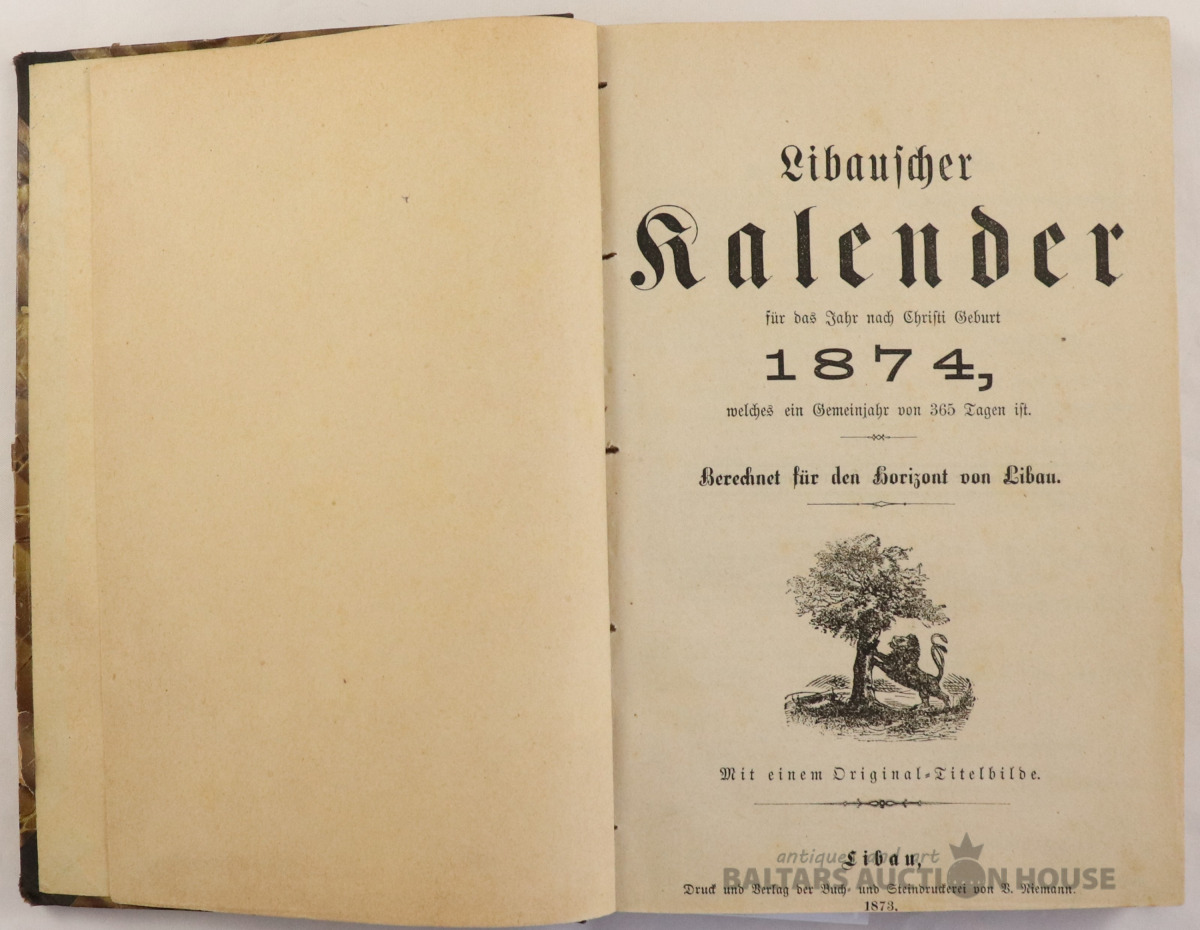 Libauscher
Kalender
für das Jahr nach Christi Geburt
1874,
welches ein Gemeinjahr von 365 Tagen ist.
Berechnet für den Horizont von Libau.
Mit einem Original-Titelbilde.
Libau,
Druck und Verlag der Buch- und Steindruckerei von V. Niemann.
1873.
antiques and art
BALTARS AUCTION HOUSE